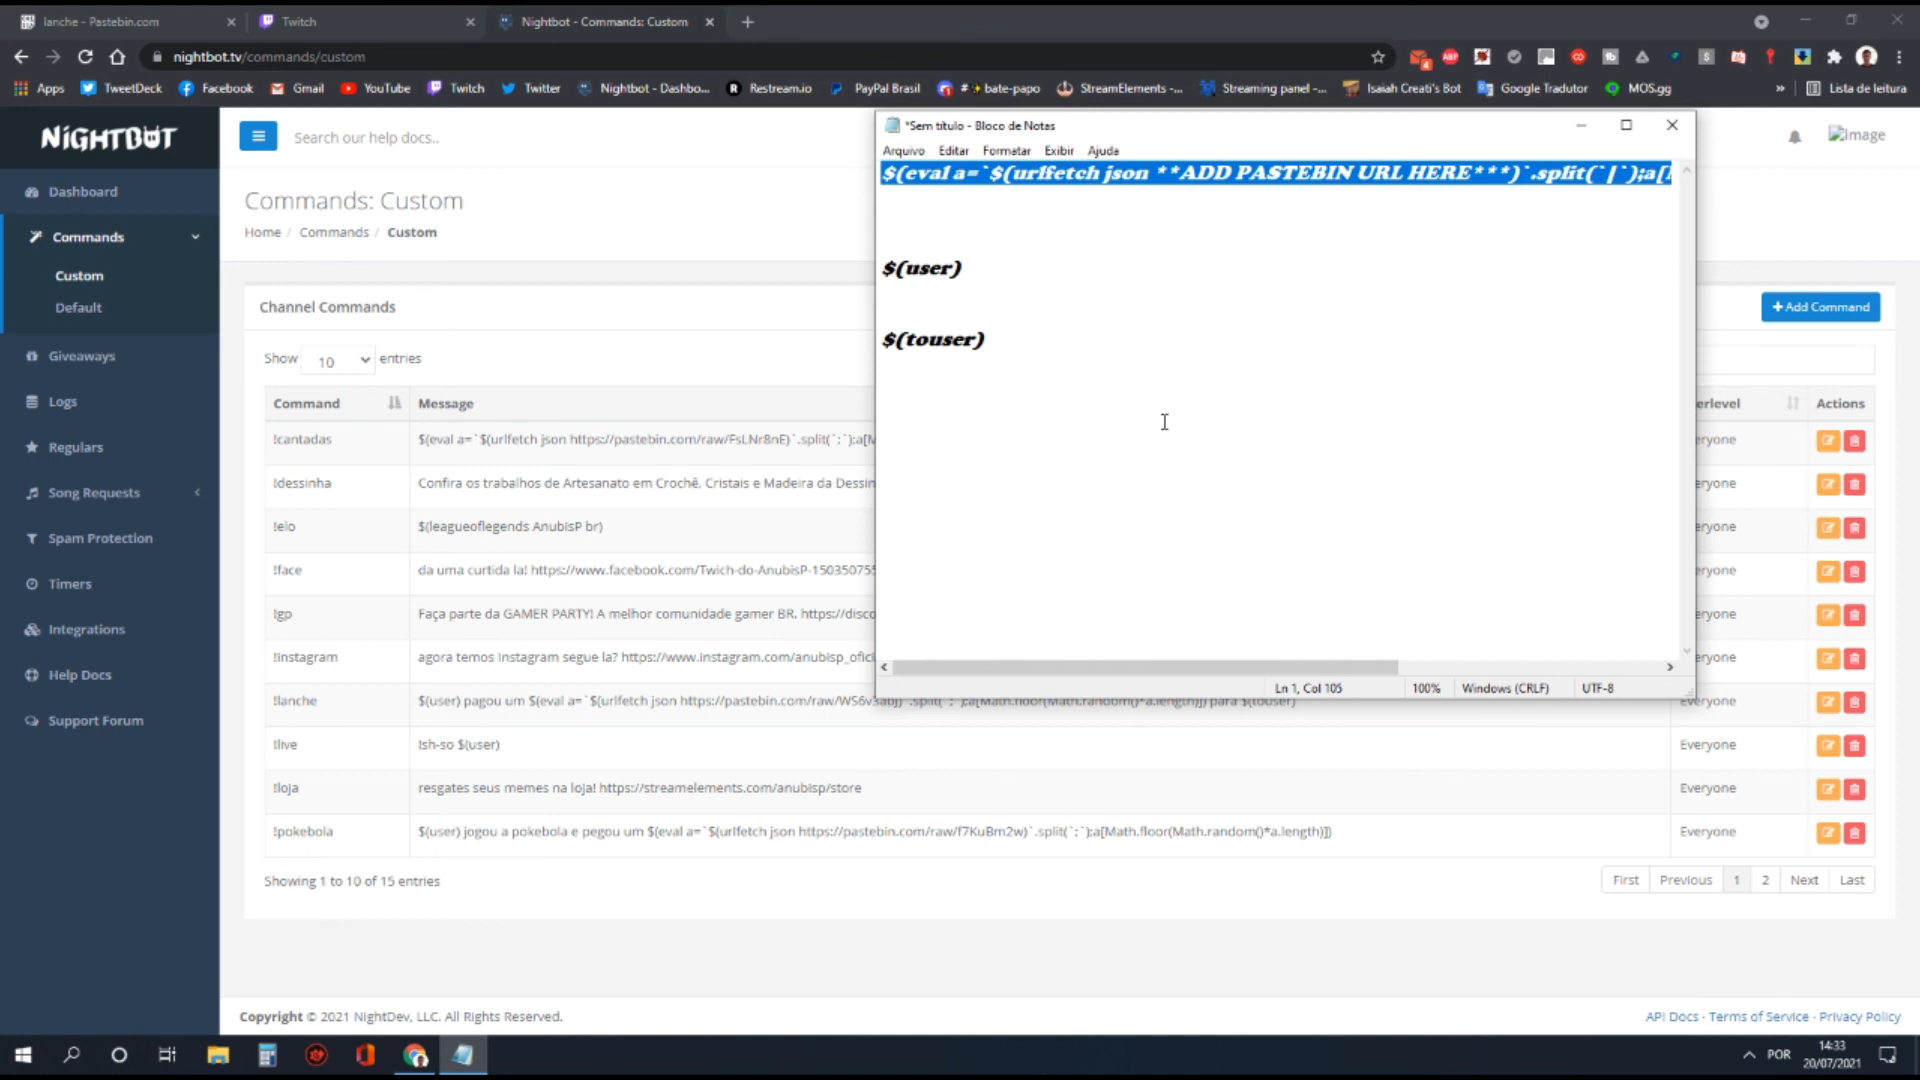 lanche - Pastebin.com
Twitch
Nightbot - Commands: Custom
nightbot.tv/commands/custom
Apps TweetDeck Facebook Gmail YouTube Twitch Twitter Nightbot - Dashbo... Restream.io PayPal Brasil # bate-papo StreamElements -... Streaming panel -... Isaiah Creati's Bot Google Tradutor MOS.gg » Lista de leitura
NIGHTBOT
Search our help docs..
Image
Dashboard
Commands
Custom
Default
Giveaways
Logs
Regulars
Song Requests
Spam Protection
Timers
Integrations
Help Docs
Support Forum
Commands: Custom
Home / Commands / Custom
Channel Commands
+ Add Command
Show 10 entries
Command Message erlevel Actions
!cantadas $(eval a=`$(urlfetch json https://pastebin.com/raw/FsLNr8nE)`.split(`;`);a[M eryone
!dessinha Confira os trabalhos de Artesanato em Crochê, Cristais e Madeira da Dessin eryone
!elo $(leagueoflegends AnubisP br) eryone
!face da uma curtida la! https://www.facebook.com/Twich-do-AnubisP-150350755 eryone
!gp Faça parte da GAMER PARTY! A melhor comunidade gamer BR, https://disco eryone
!instagram agora temos Instagram segue la? https://www.instagram.com/anubisp_ofici eryone
!lanche $(user) pagou um $(eval a=`$(urlfetch json https://pastebin.com/raw/WS6v3abj)`.split(`;`);a[Math.floor(Math.random()*a.length)]) para $(touser) Everyone
!live !sh-so $(user) Everyone
!loja resgates seus memes na loja! https://streamelements.com/anubisp/store Everyone
!pokebola $(user) jogou a pokebola e pegou um $(eval a=`$(urlfetch json https://pastebin.com/raw/f7KuBm2w)`.split(`;`);a[Math.floor(Math.random()*a.length)]) Everyone
Showing 1 to 10 of 15 entries
First Previous 1 2 Next Last
Copyright © 2021 NightDev, LLC. All Rights Reserved.
API Docs · Terms of Service · Privacy Policy
*Sem título - Bloco de Notas
Arquivo Editar Formatar Exibir Ajuda
$(eval a=`$(urlfetch json **ADD PASTEBIN URL HERE***)`.split(`|`);a[
$(user)
$(touser)
Ln 1, Col 105 100% Windows (CRLF) UTF-8
POR
14:33
20/07/2021